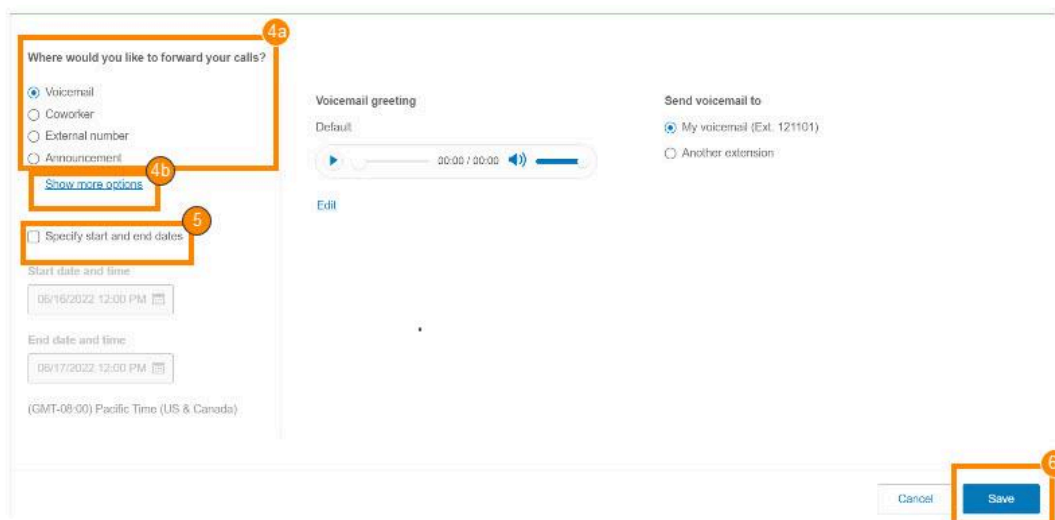 4a
Where would you like to forward your calls?
Voicemail
Coworker
External number
Announcement
4b
Show more options
5
Specify start and end dates
Start date and time
06/16/2022 12:00 PM
End date and time
06/17/2022 12:00 PM
(GMT-08:00) Pacific Time (US & Canada)
Voicemail greeting
Default
00:00 / 00:00
Edit
Send voicemail to
My voicemail (Ext. 121101)
Another extension
6
Cancel
Save